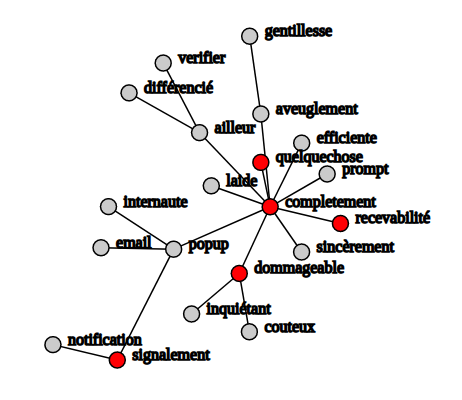 gentillesse
verifier
différencié
aveuglement
ailleur
efficiente
quelquechose
prompt
laide
internaute
completement
recevabilité
email
popup
sincèrement
dommageable
inquiétant
couteux
notification
signalement